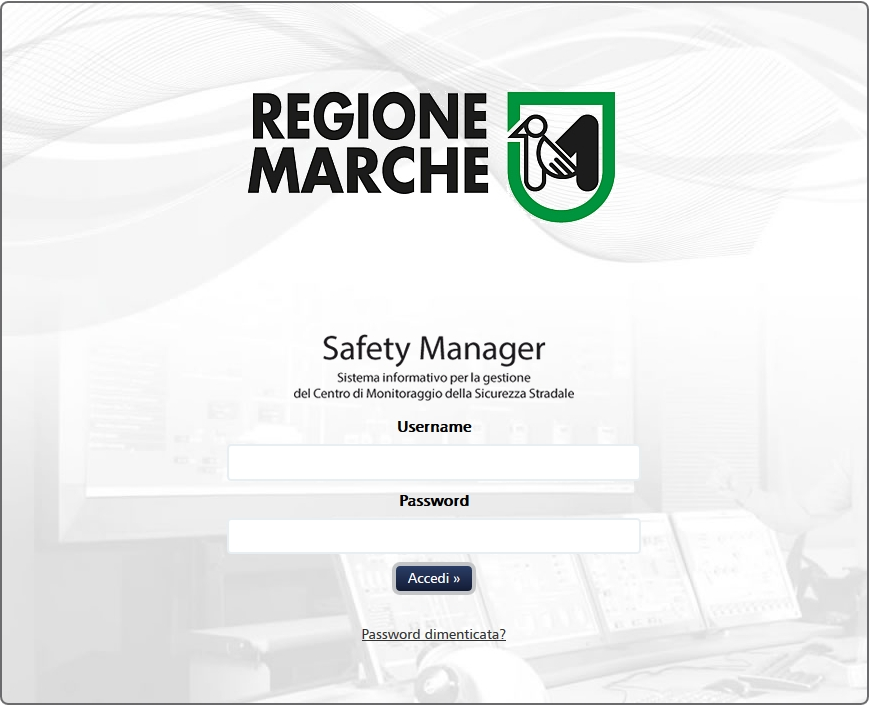 REGIONE
MARCHE
Safety Manager
Sistema informativo per la gestione
del Centro di Monitoraggio della Sicurezza Stradale
Username
Password
Accedi »
Password dimenticata?